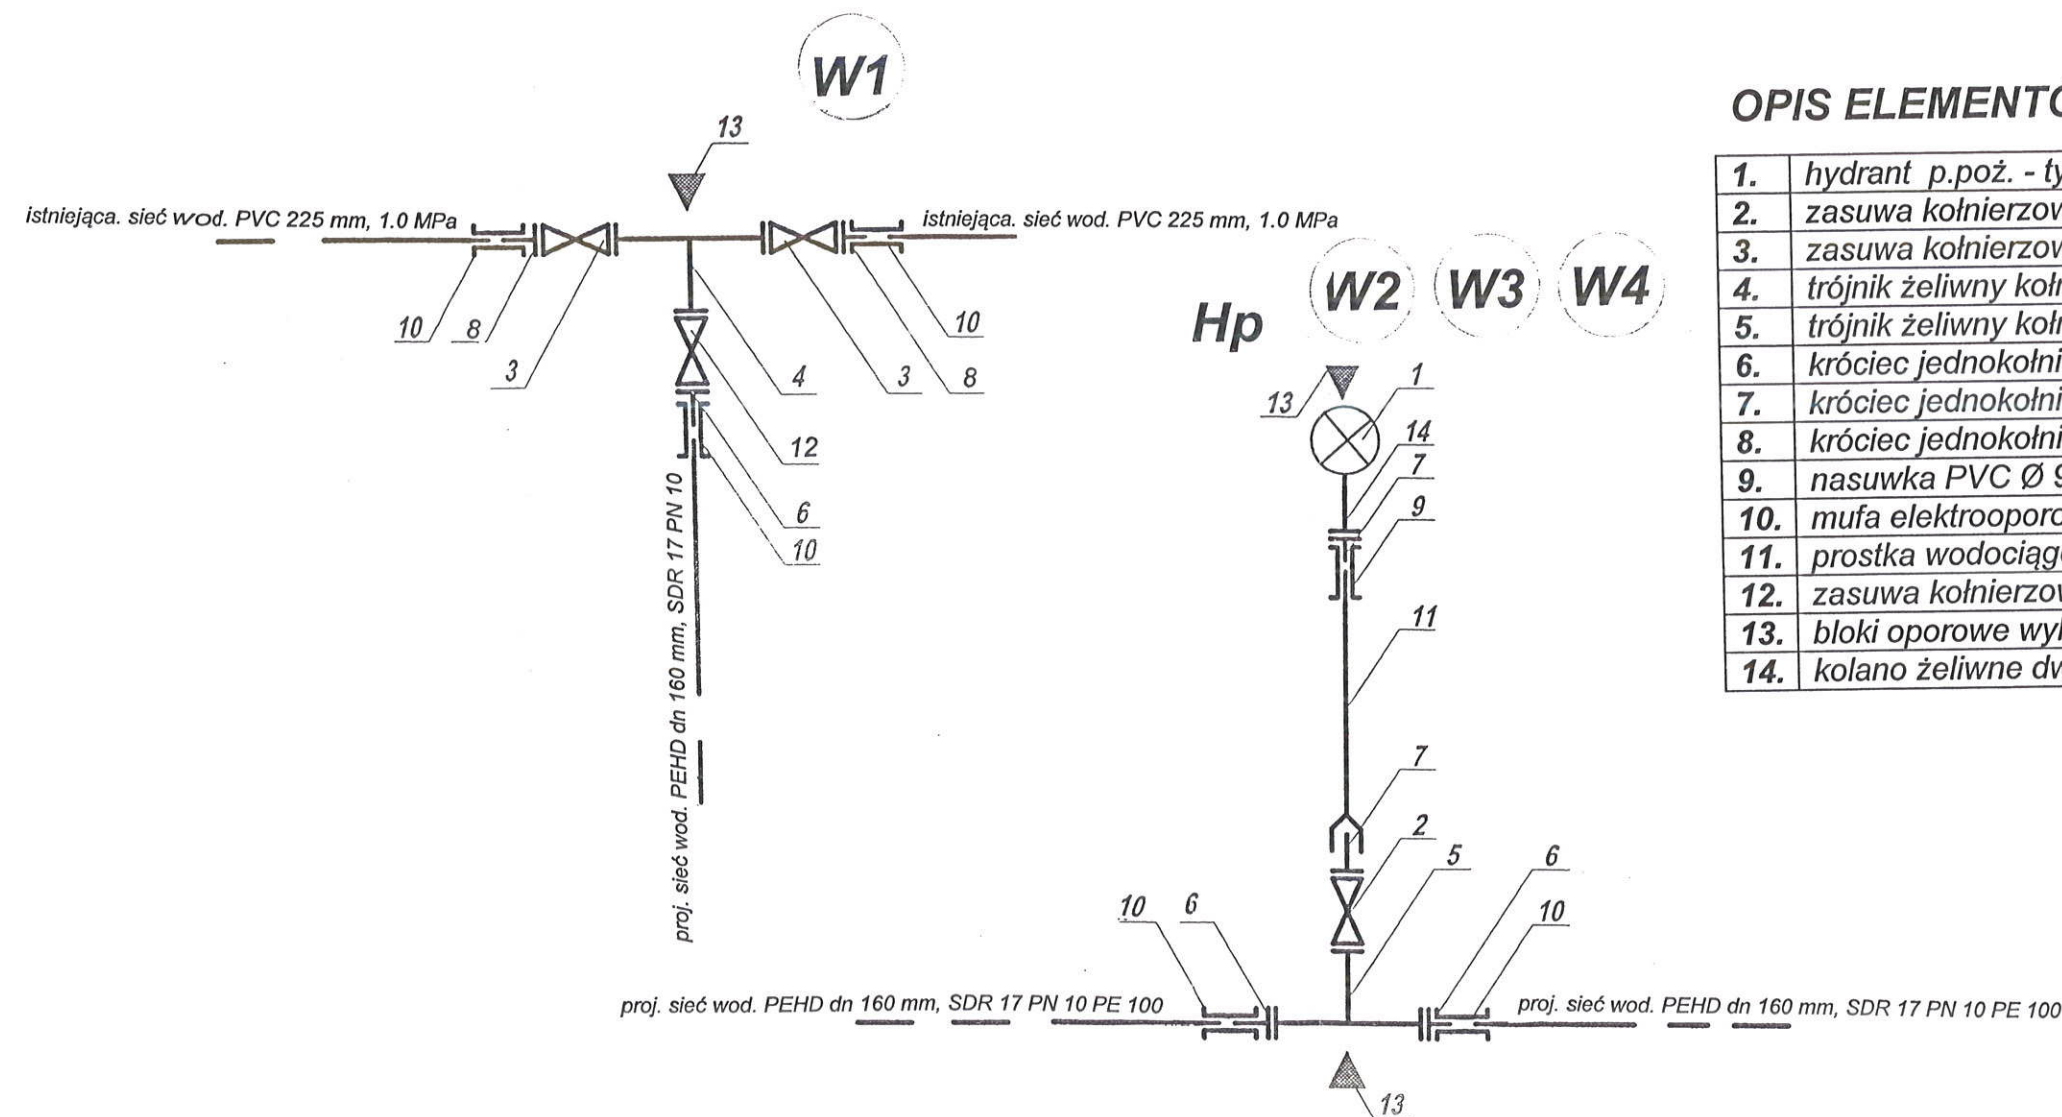 W1
13
istniejąca. sieć wod. PVC 225 mm, 1.0 MPa
istniejąca. sieć wod. PVC 225 mm, 1.0 MPa
10
8
3
4
3
8
10
12
6
10
proj. sieć wod. PEHD dn 160 mm, SDR 17 PN 10
Hp
W2
W3
W4
13
1
14
7
9
11
7
2
5
6
10
10
6
proj. sieć wod. PEHD dn 160 mm, SDR 17 PN 10 PE 100
proj. sieć wod. PEHD dn 160 mm, SDR 17 PN 10 PE 100
13
OPIS ELEMENTÓ
1. hydrant p.poż. - ty
2. zasuwa kołnierzow
3. zasuwa kołnierzow
4. trójnik żeliwny kołn
5. trójnik żeliwny kołn
6. króciec jednokołni
7. króciec jednokołni
8. króciec jednokołni
9. nasuwka PVC Ø 9
10. mufa elektrooporo
11. prostka wodociągo
12. zasuwa kołnierzow
13. bloki oporowe wyk
14. kolano żeliwne dw